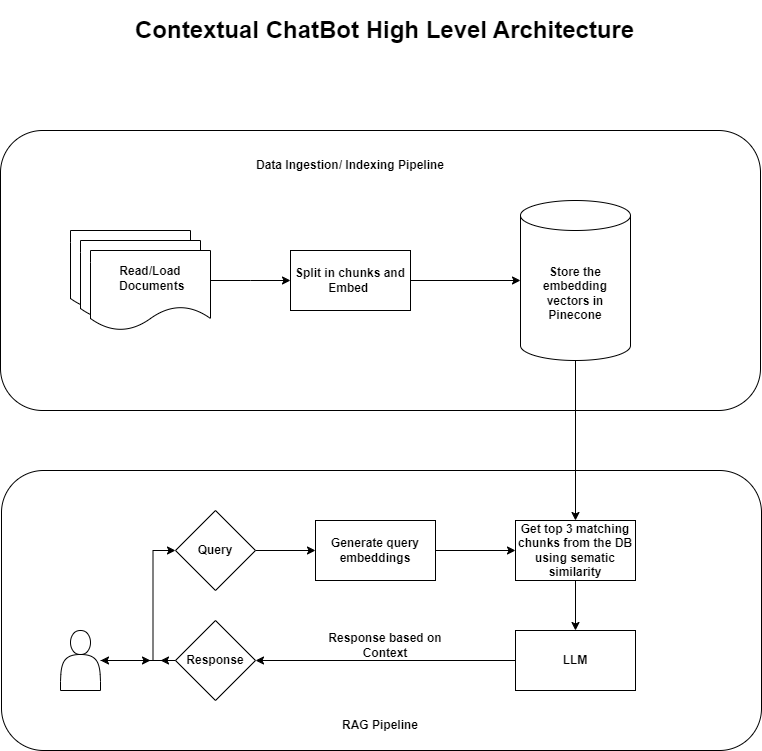 Contextual ChatBot High Level Architecture
Data Ingestion/ Indexing Pipeline
Read/Load
Documents
Split in chunks and
Embed
Store the
embedding
vectors in
Pinecone
Query
Generate query
embeddings
Get top 3 matching
chunks from the DB
using sematic
similarity
Response
Response based on
Context
LLM
RAG Pipeline